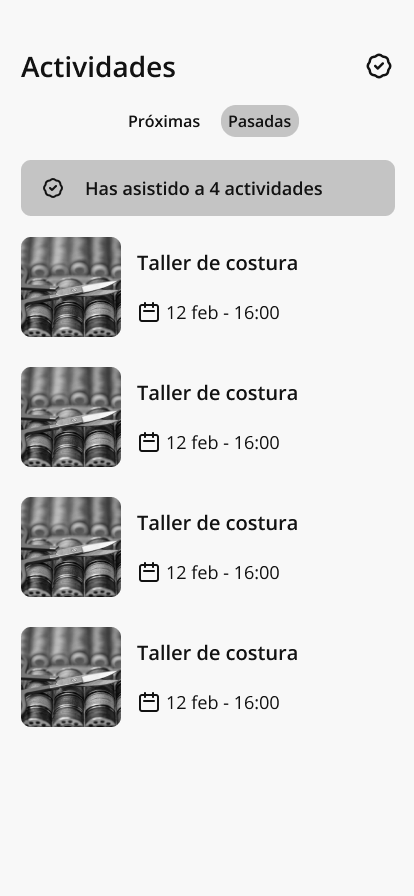 Actividades
Próximas Pasadas
Has asistido a 4 actividades
Taller de costura
12 feb - 16:00
Taller de costura
12 feb - 16:00
Taller de costura
12 feb - 16:00
Taller de costura
12 feb - 16:00